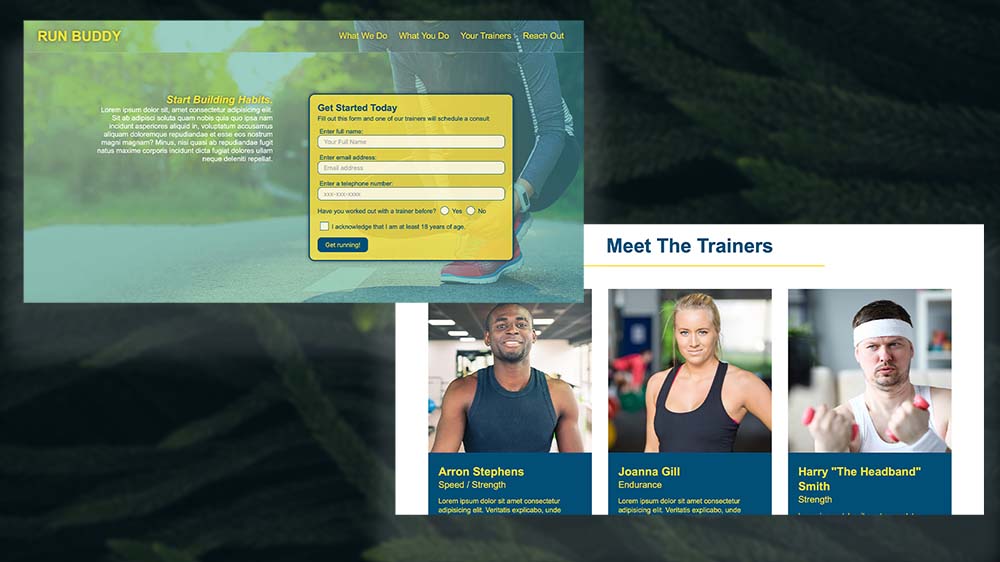 RUN BUDDY
What We Do What You Do Your Trainers Reach Out
Start Building Habits.
Lorem ipsum dolor sit, amet consectetur adipisicing elit.
Sit ab adipisci soluta quam nobis quia quo ipsa nam
incidunt asperiores aliquid in, voluptatum accusamus
aliquam doloremque repudiandae et esse eos nostrum
magni magnam? Minus, nisi quasi ab repudiandae fugit
natus maxime corporis incidunt dicta fugiat dolores ullam
neque deleniti repellat.
Get Started Today
Fill out this form and one of our trainers will schedule a consult
Enter full name:
Your Full Name
Enter email address:
Email address
Enter a telephone number:
xxx-xxx-xxxx
Have you worked out with a trainer before? Yes No
I acknowledge that I am at least 18 years of age.
Get running!
Meet The Trainers
Arron Stephens
Speed / Strength
Lorem ipsum dolor sit amet consectetur
adipisicing elit. Veritatis explicabo, unde
Joanna Gill
Endurance
Lorem ipsum dolor sit amet consectetur
adipisicing elit. Veritatis explicabo, unde
Harry "The Headband"
Smith
Strength